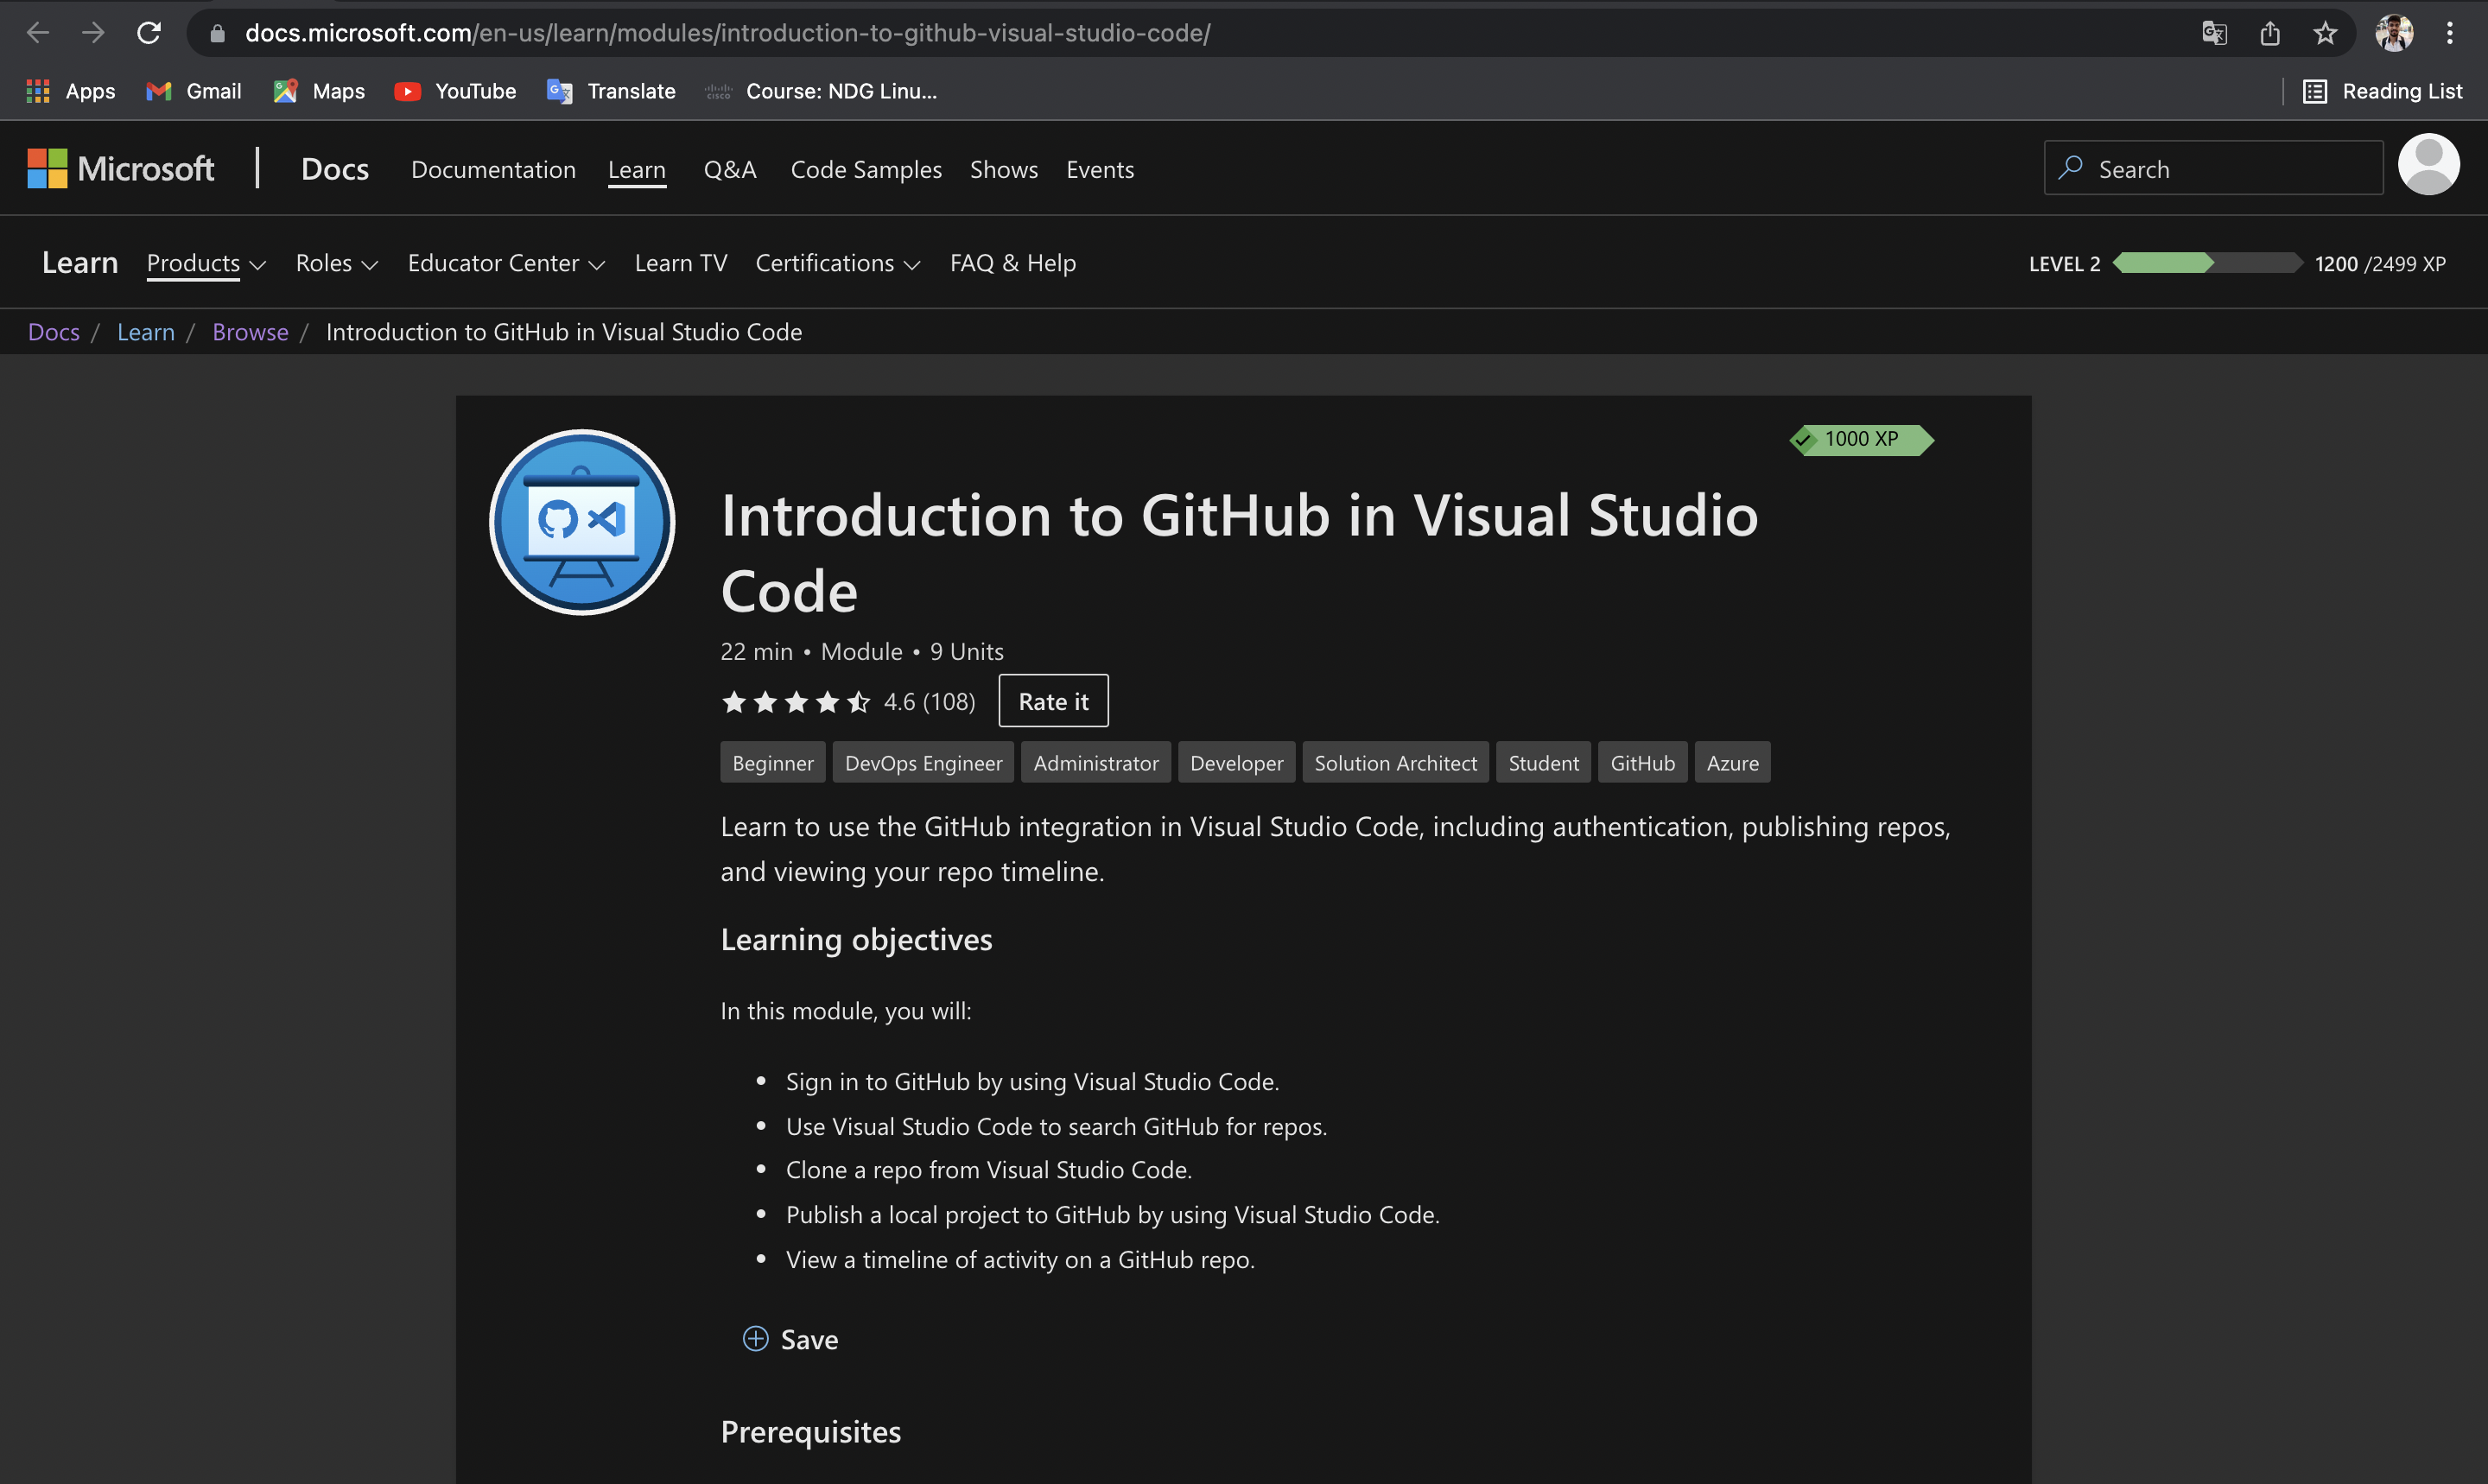 docs.microsoft.com/en-us/learn/modules/introduction-to-github-visual-studio-code/
Apps Gmail Maps YouTube Translate Course: NDG Linu... Reading List
Microsoft Docs Documentation Learn Q&A Code Samples Shows Events Search
Learn Products Roles Educator Center Learn TV Certifications FAQ & Help LEVEL 2 1200 /2499 XP
Docs / Learn / Browse / Introduction to GitHub in Visual Studio Code
1000 XP
Introduction to GitHub in Visual Studio
Code
22 min • Module • 9 Units
4.6 (108) Rate it
Beginner DevOps Engineer Administrator Developer Solution Architect Student GitHub Azure
Learn to use the GitHub integration in Visual Studio Code, including authentication, publishing repos,
and viewing your repo timeline.
Learning objectives
In this module, you will:
• Sign in to GitHub by using Visual Studio Code.
• Use Visual Studio Code to search GitHub for repos.
• Clone a repo from Visual Studio Code.
• Publish a local project to GitHub by using Visual Studio Code.
• View a timeline of activity on a GitHub repo.
Save
Prerequisites